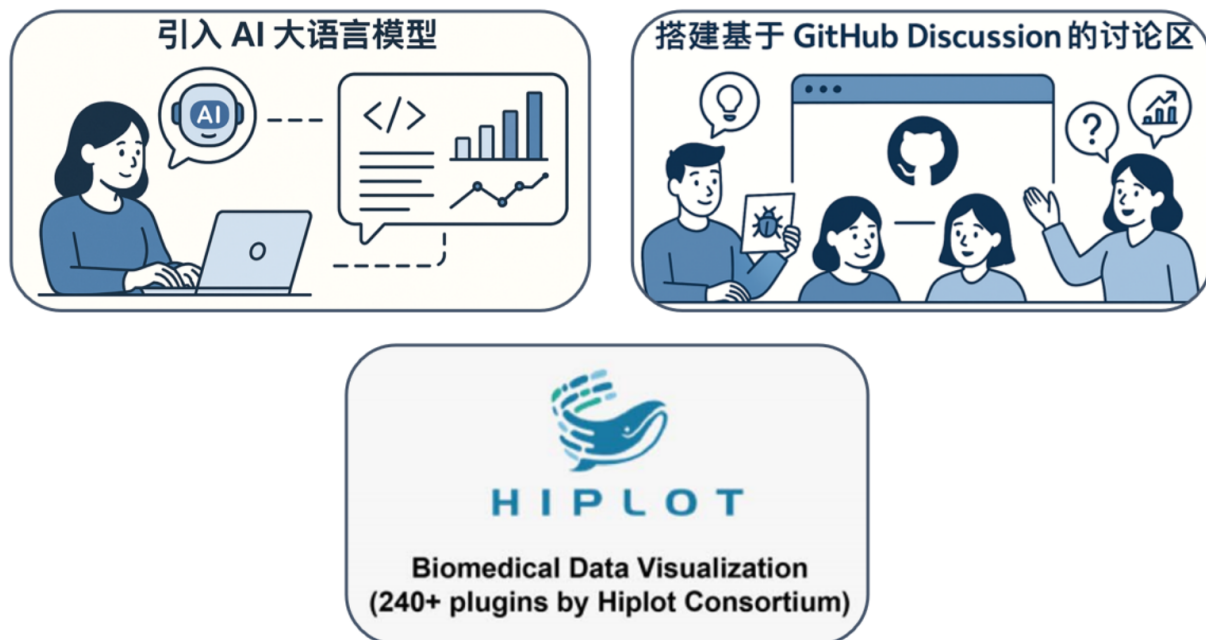 引入 AI 大语言模型
搭建基于 GitHub Discussion 的讨论区
AI
</>
?
HIPLOT
Biomedical Data Visualization
(240+ plugins by Hiplot Consortium)